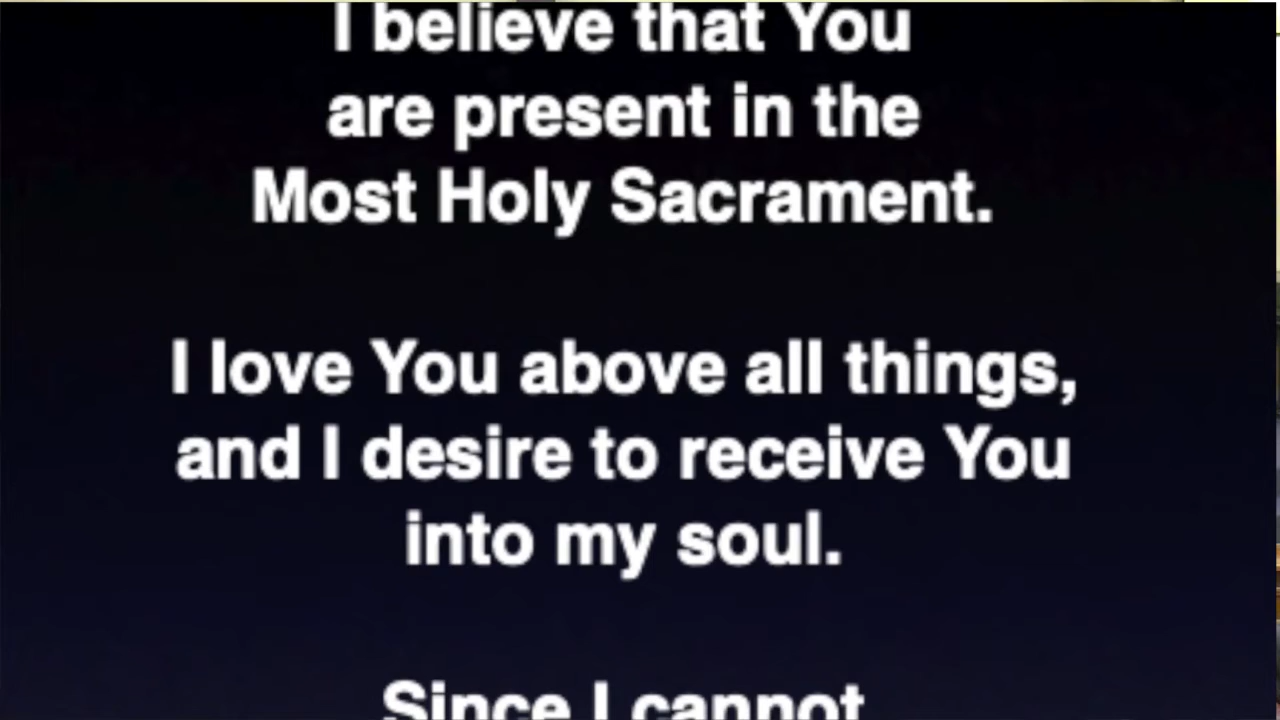 I believe that You
are present in the
Most Holy Sacrament.
I love You above all things,
and I desire to receive You
into my soul.
Since I cannot